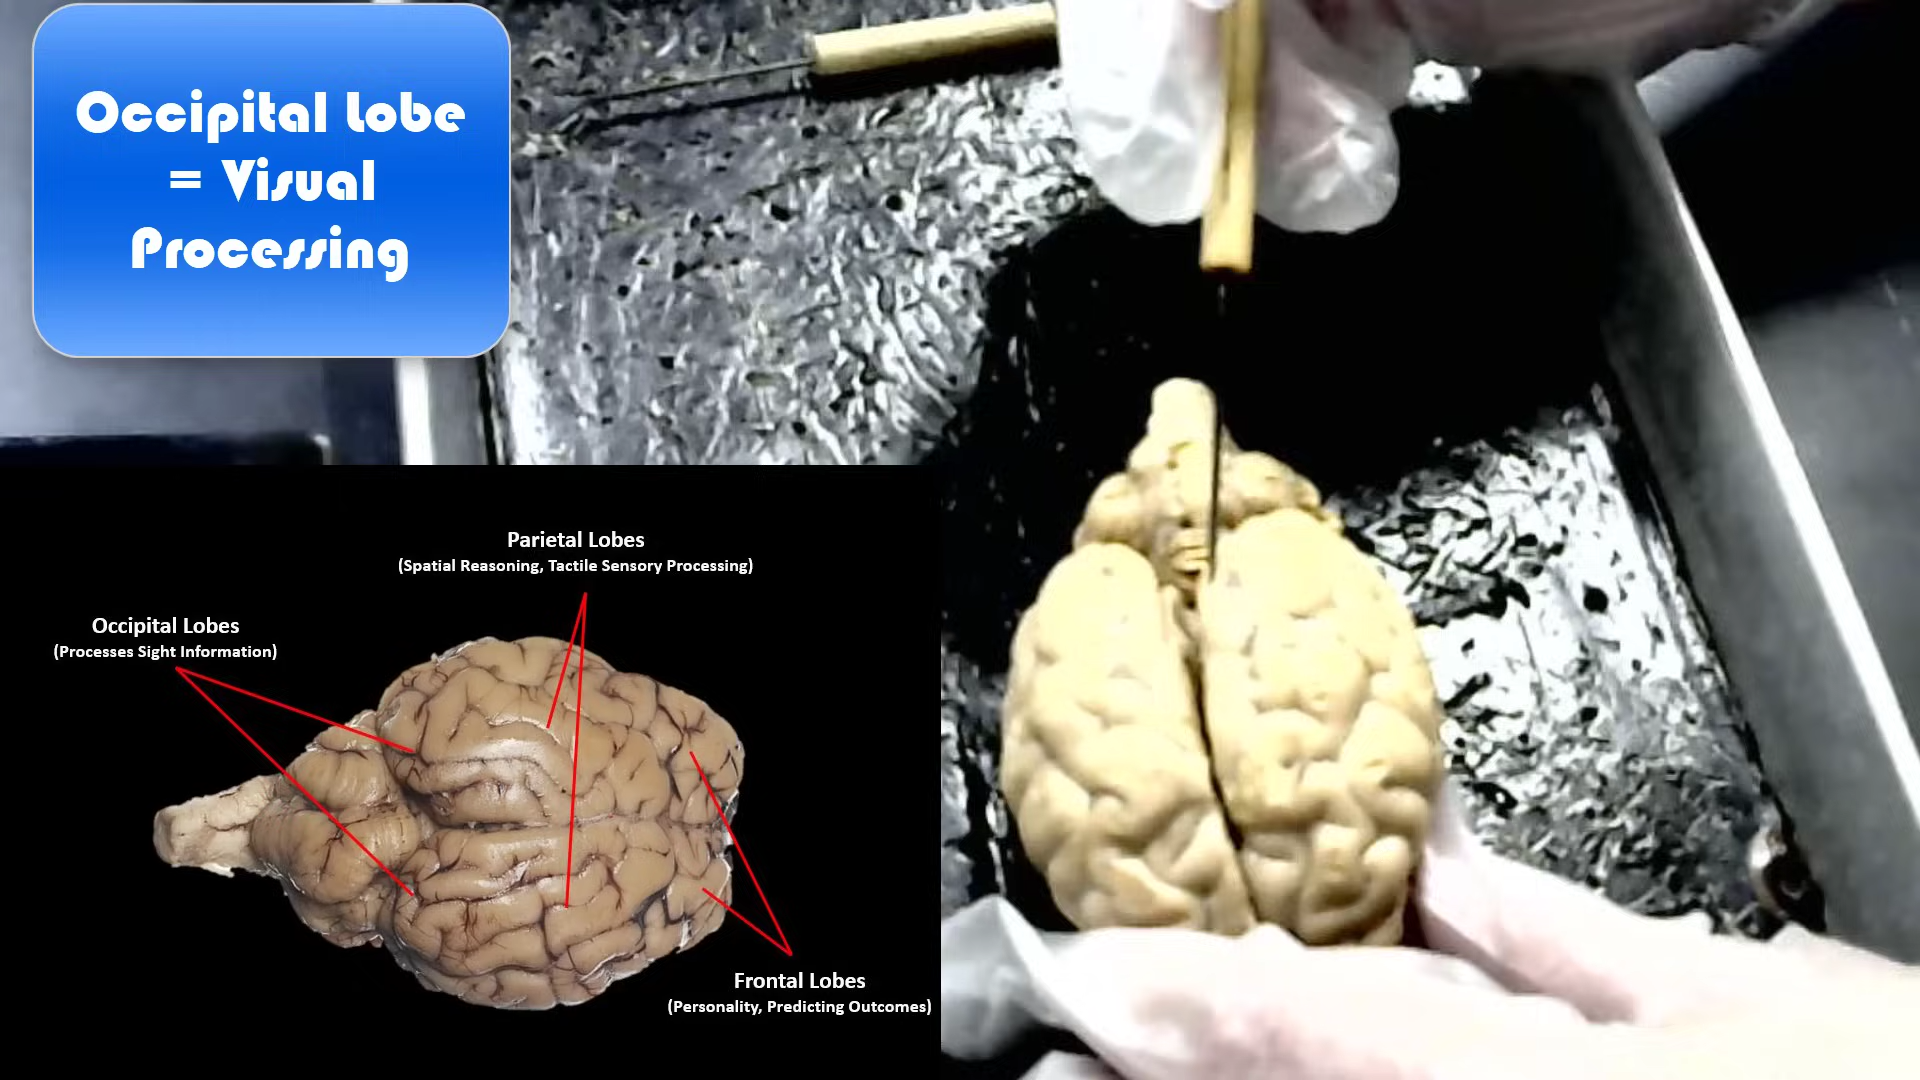 Occipital Lobe
= Visual
Processing
Parietal Lobes
(Spatial Reasoning, Tactile Sensory Processing)
Occipital Lobes
(Processes Sight Information)
Frontal Lobes
(Personality, Predicting Outcomes)